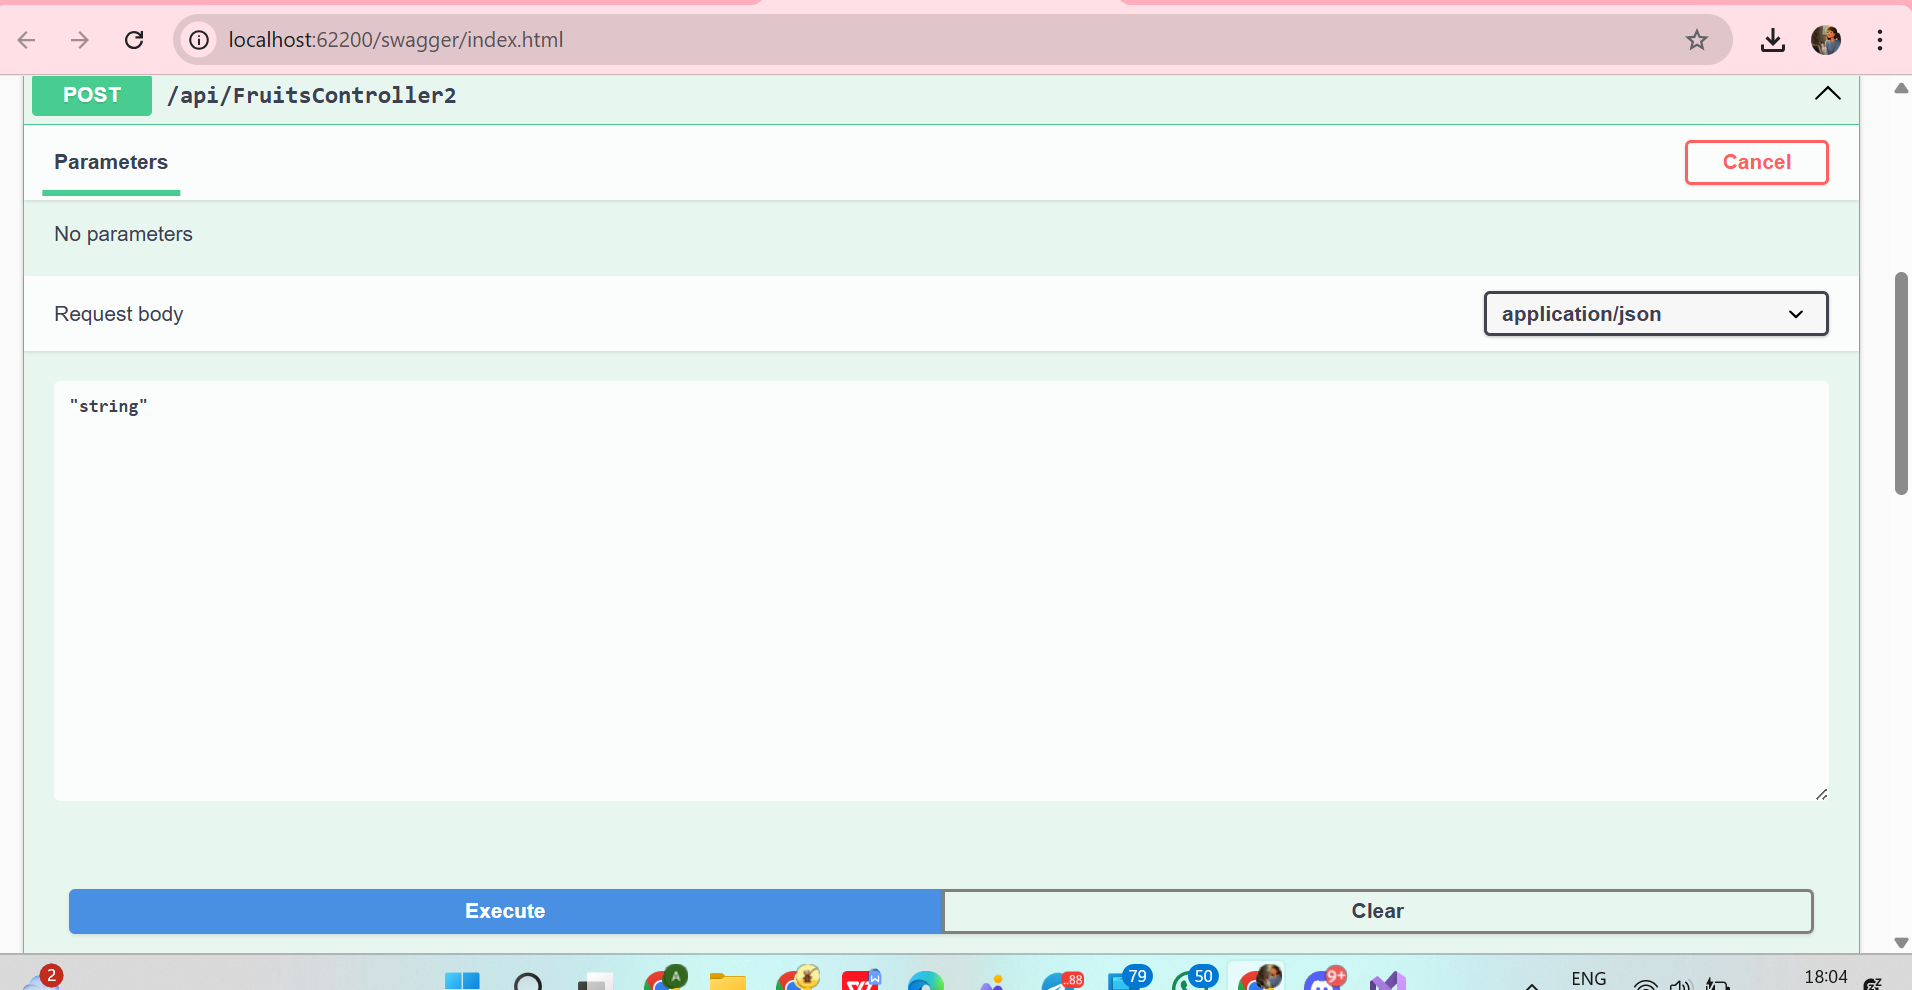 localhost:62200/swagger/index.html
POST /api/FruitsController2
Parameters
Cancel
No parameters
Request body
application/json
"string"
Execute
Clear
2
A
W
..88
79
50
9+
ENG
18:04